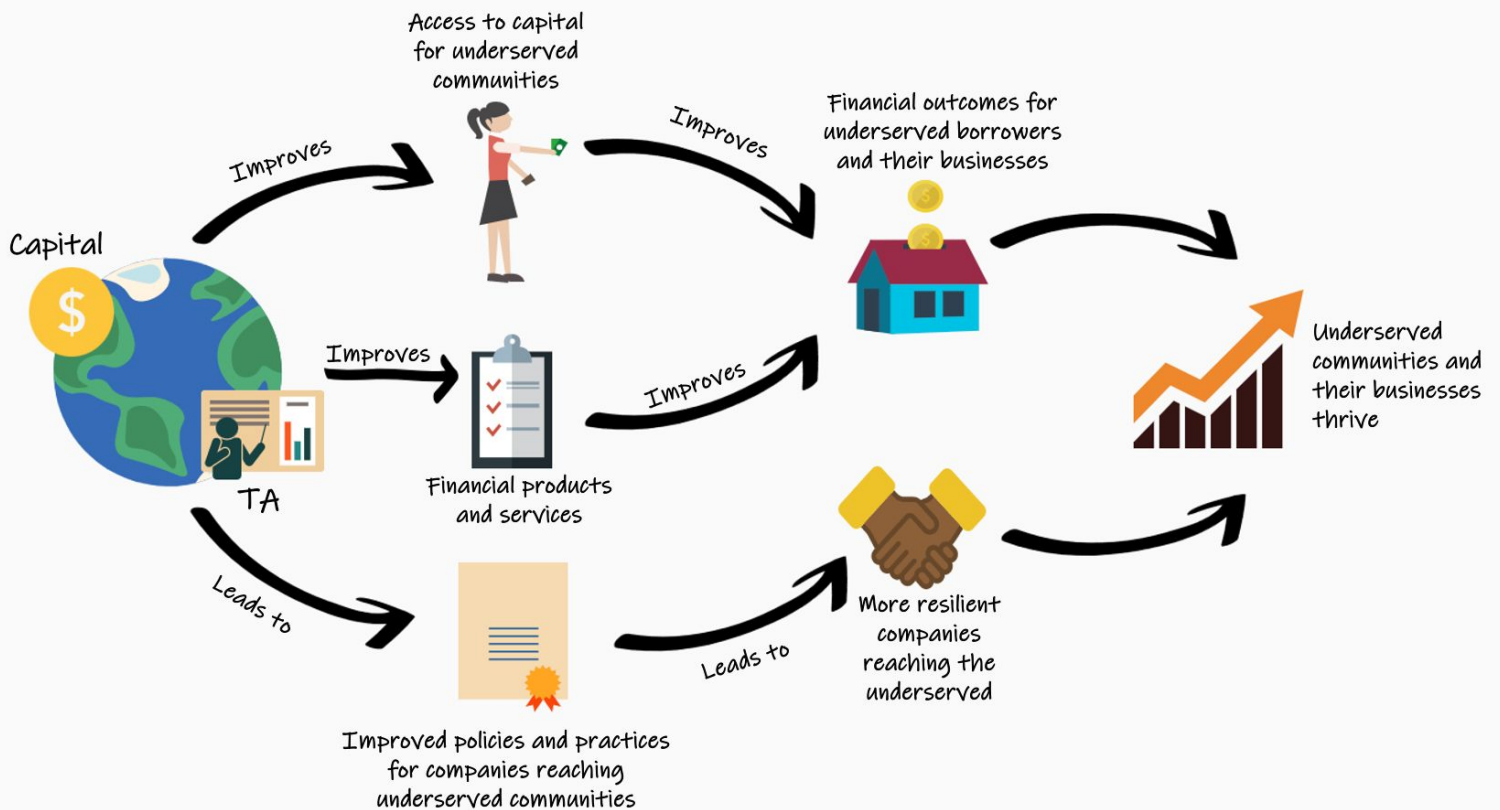 Access to capital
for underserved
communities
Improves
Improves
Financial outcomes for
underserved borrowers
and their businesses
$
$
Capital
$
Improves
Improves
Underserved
communities and
their businesses
thrive
TA
Financial products
and services
Leads to
Leads to
More resilient
companies
reaching the
underserved
Improved policies and practices
for companies reaching
underserved communities